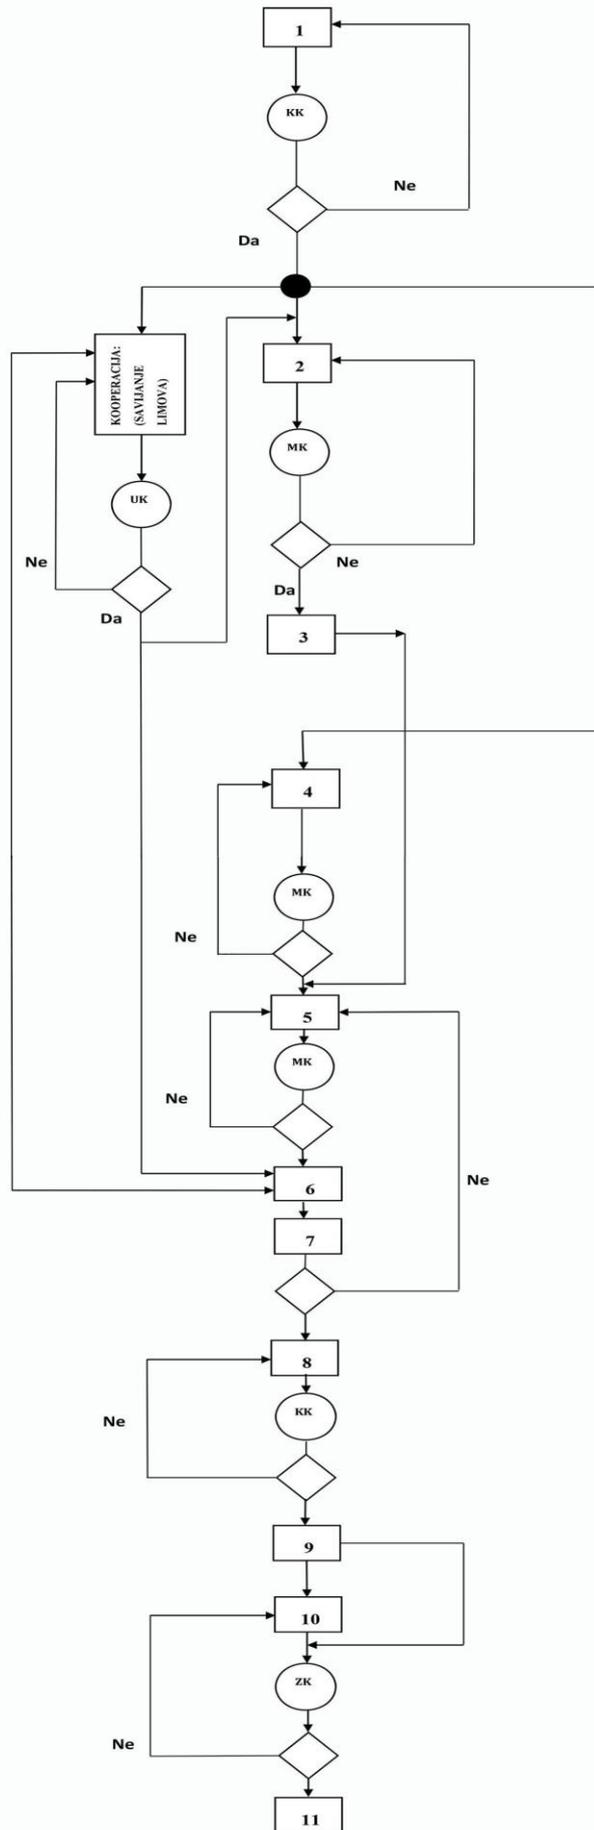 1
KK
Ne
Da
KOOPERACIJA:
(SAVIJANJE
LIMOVA)
2
MK
UK
Ne
Ne
Da
Da
3
4
MK
Ne
5
MK
Ne
6
Ne
7
8
KK
Ne
9
10
ZK
Ne
11